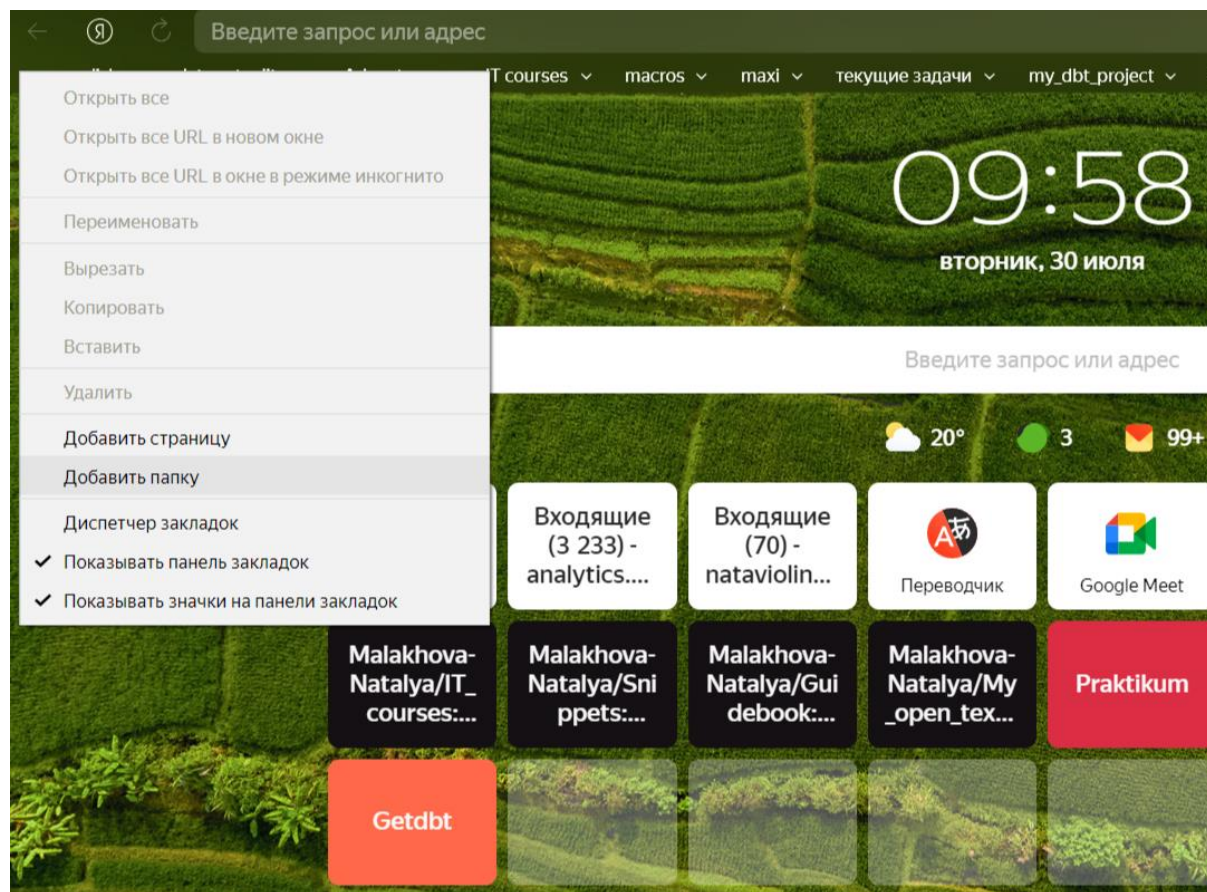 Я
Введите запрос или адрес
IT courses
macros
maxi
текущие задачи
my_dbt_project
Открыть все
Открыть все URL в новом окне
Открыть все URL в окне в режиме инкогнито
Переименовать
Вырезать
Копировать
Вставить
Удалить
Добавить страницу
Добавить папку
Диспетчер закладок
Показывать панель закладок
Показывать значки на панели закладок
09:58
вторник, 30 июля
Введите запрос или адрес
20°
3
99+
Входящие
(3 233) -
analytics....
Входящие
(70) -
nataviolin...
Переводчик
Google Meet
Malakhova-
Natalya/IT_
courses:...
Malakhova-
Natalya/Sni
ppets:...
Malakhova-
Natalya/Gui
debook:...
Malakhova-
Natalya/My
_open_tex...
Praktikum
Getdbt